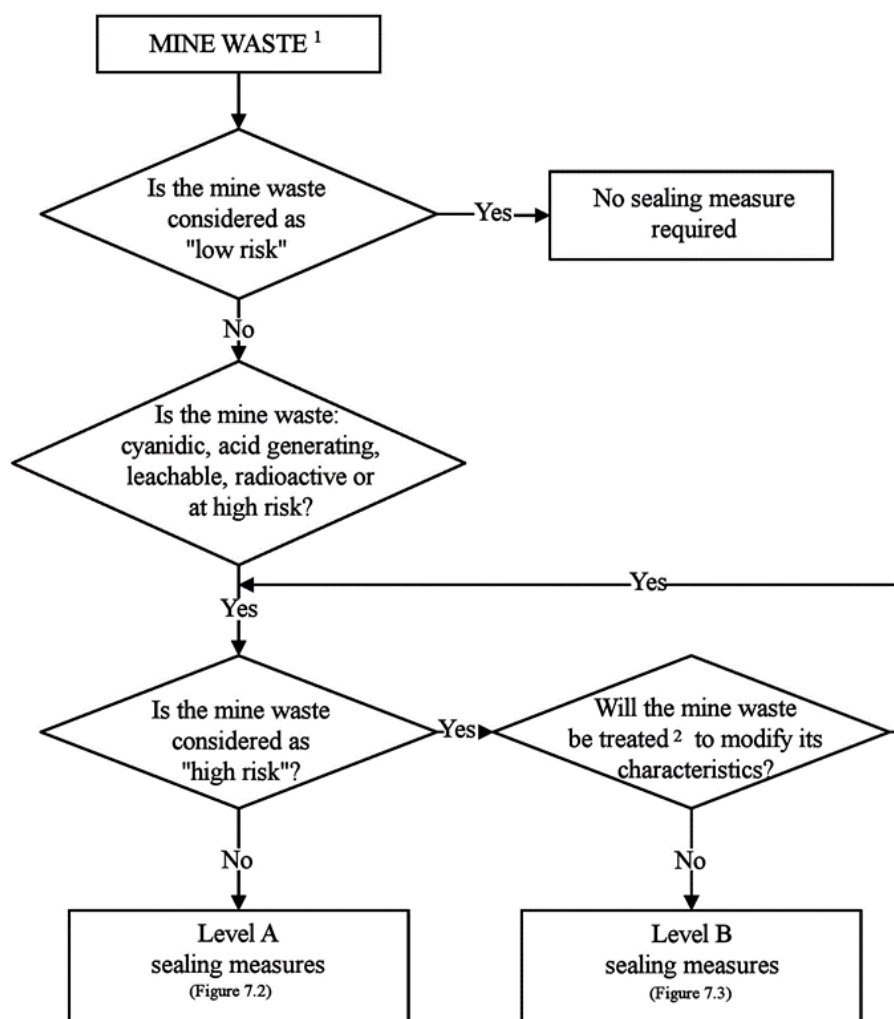 MINE WASTE 1
Is the mine waste
considered as
"low risk"
Yes
No sealing measure
required
No
Is the mine waste:
cyanidic, acid generating,
leachable, radioactive or
at high risk?
Yes
Yes
Is the mine waste
considered as
"high risk"?
Yes
Will the mine waste
be treated 2 to modify its
characteristics?
No
No
Level A
sealing measures
(Figure 7.2)
Level B
sealing measures
(Figure 7.3)